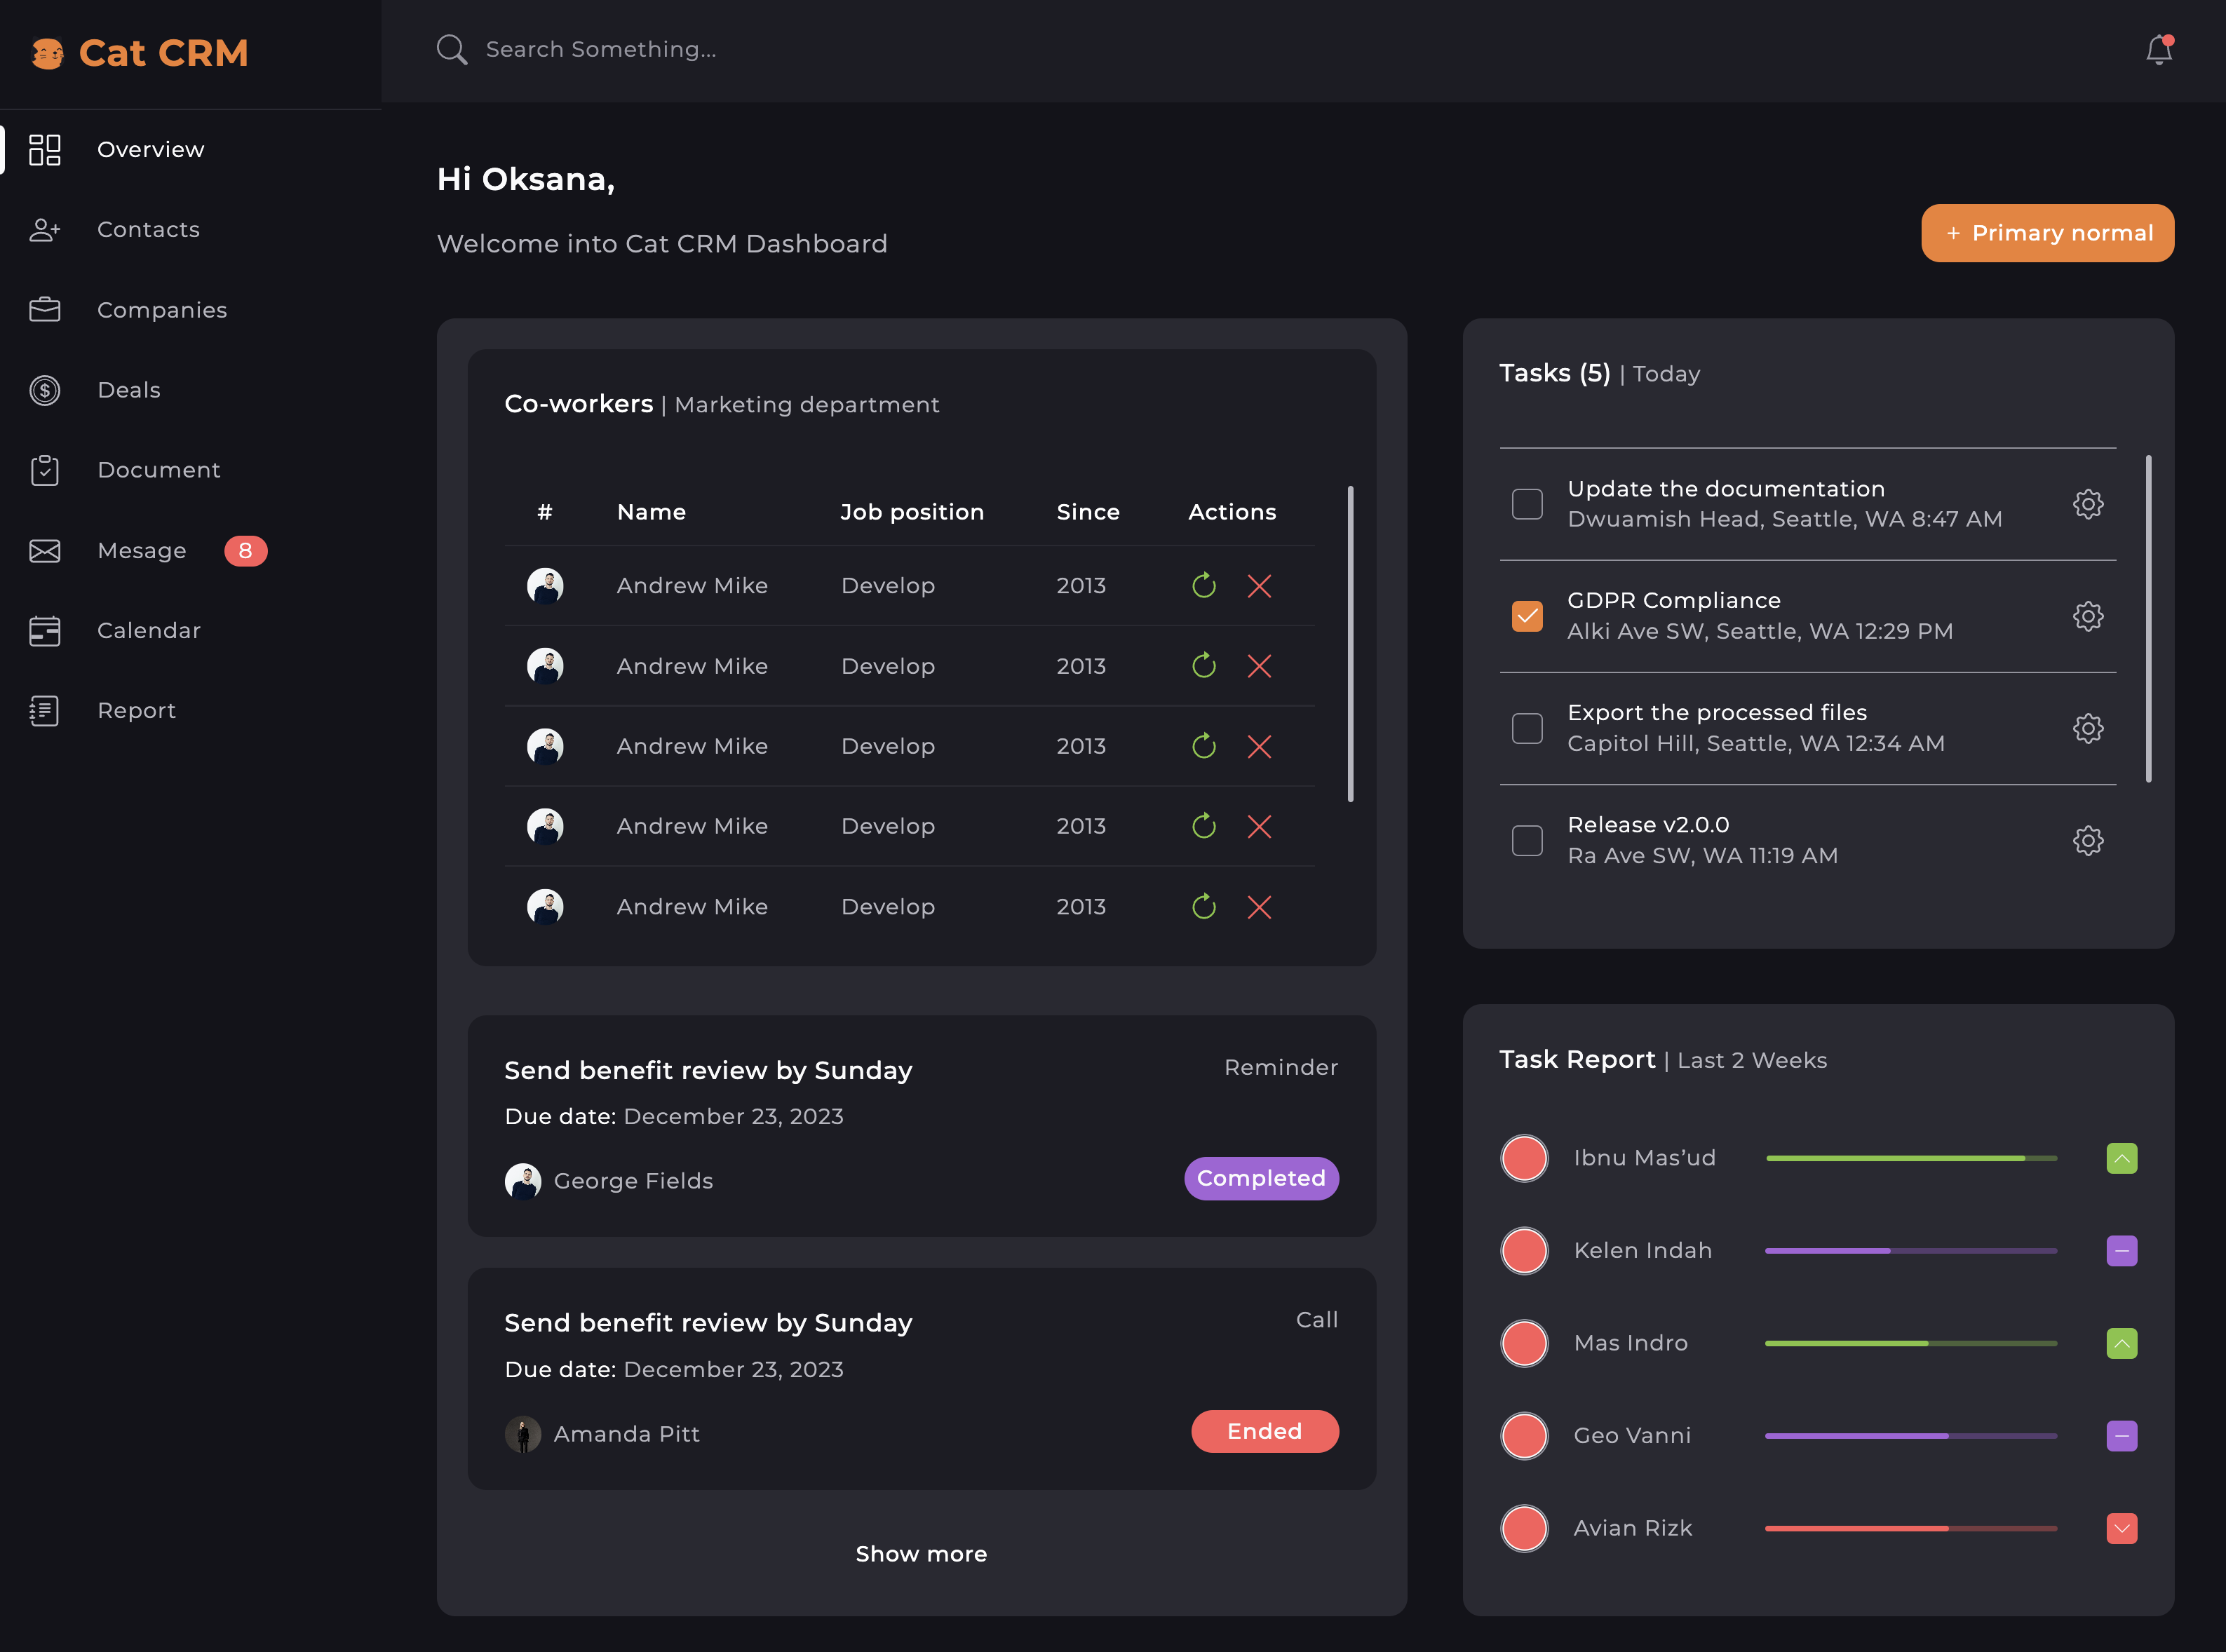 Cat CRM
Search Something...
Overview
Contacts
Companies
Deals
Document
Mesage 8
Calendar
Report
Hi Oksana,
Welcome into Cat CRM Dashboard
+ Primary normal
Co-workers | Marketing department
# Name Job position Since Actions
Andrew Mike Develop 2013
Andrew Mike Develop 2013
Andrew Mike Develop 2013
Andrew Mike Develop 2013
Andrew Mike Develop 2013
Send benefit review by Sunday Reminder
Due date: December 23, 2023
George Fields Completed
Send benefit review by Sunday Call
Due date: December 23, 2023
Amanda Pitt Ended
Show more
Tasks (5) | Today
Update the documentation
Dwuamish Head, Seattle, WA 8:47 AM
GDPR Compliance
Alki Ave SW, Seattle, WA 12:29 PM
Export the processed files
Capitol Hill, Seattle, WA 12:34 AM
Release v2.0.0
Ra Ave SW, WA 11:19 AM
Task Report | Last 2 Weeks
Ibnu Mas’ud
Kelen Indah
Mas Indro
Geo Vanni
Avian Rizk